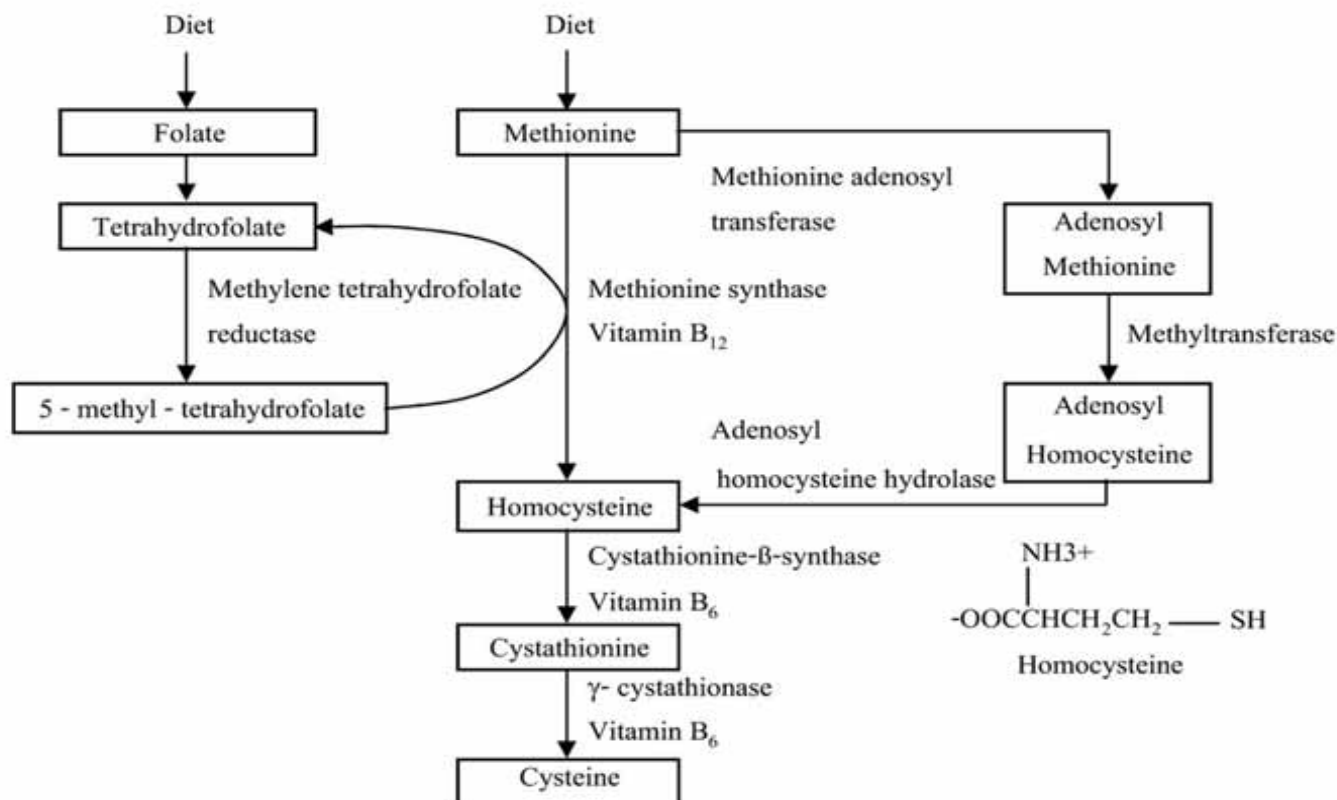 Diet
Diet
Folate
Methionine
Methionine adenosyl
transferase
Tetrahydrofolate
Adenosyl
Methionine
Methylene tetrahydrofolate
reductase
Methionine synthase
Vitamin B₁₂
Methyltransferase
5 - methyl - tetrahydrofolate
Adenosyl
Homocysteine
Adenosyl
homocysteine hydrolase
Homocysteine
Cystathionine-ß-synthase
Vitamin B₆
NH3+
-OOCCHCH₂CH₂ — SH
Homocysteine
Cystathionine
γ- cystathionase
Vitamin B₆
Cysteine